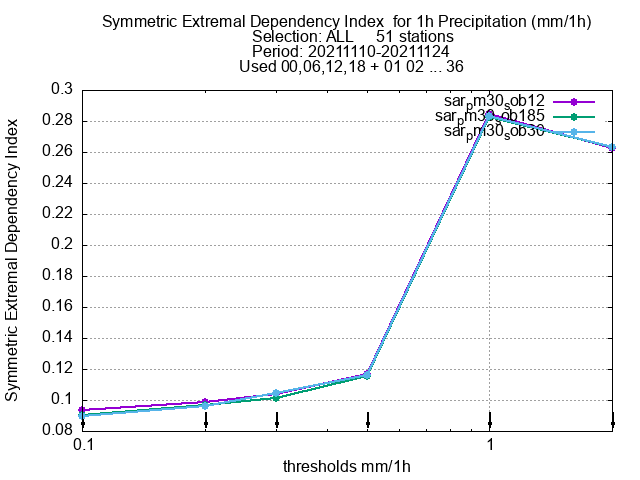 Symmetric Extremal Dependency Index  for 1h Precipitation (mm/1h)
Selection: ALL     51 stations
Period: 20211110-20211124
Used 00,06,12,18 + 01 02 ... 36
Symmetric Extremal Dependency Index
0.3
0.28
0.26
0.24
0.22
0.2
0.18
0.16
0.14
0.12
0.1
0.08
sarpm30sob12
sarpm30sob185
sarpm30sob30
0.1
1
thresholds mm/1h